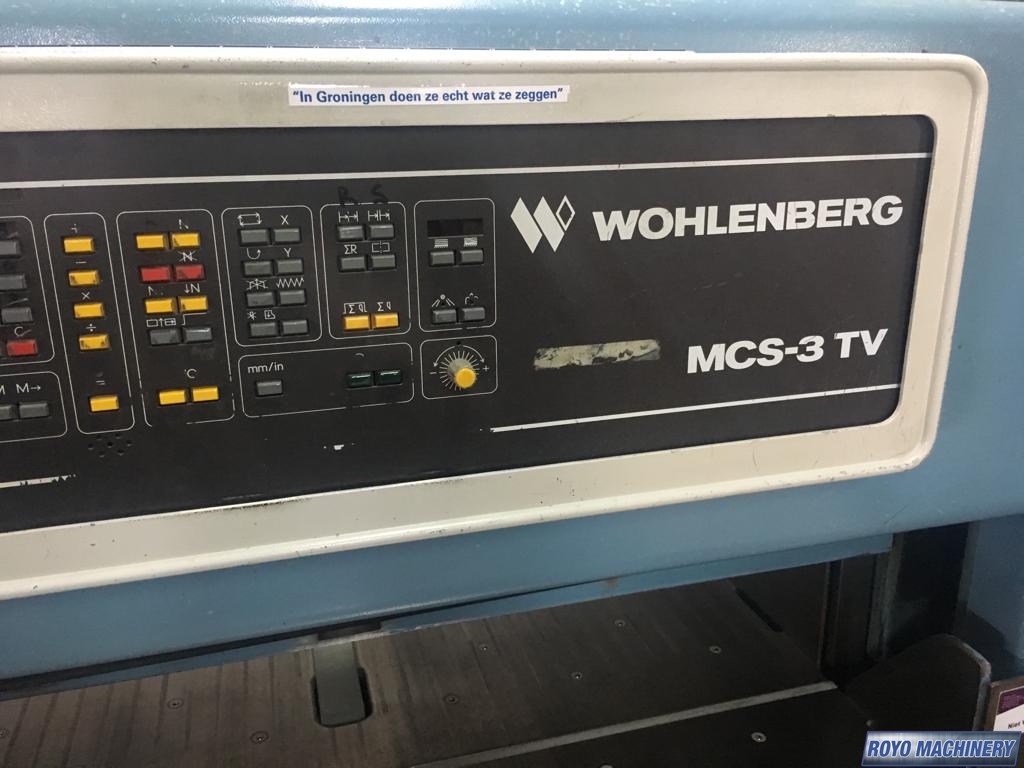 "In Groningen doen ze echt wat ze zeggen"
WOHLENBERG
MCS-3 TV
B S
X
ΣR
Y
↓N
C
°C
mm/in
M→
ROYO MACHINERY